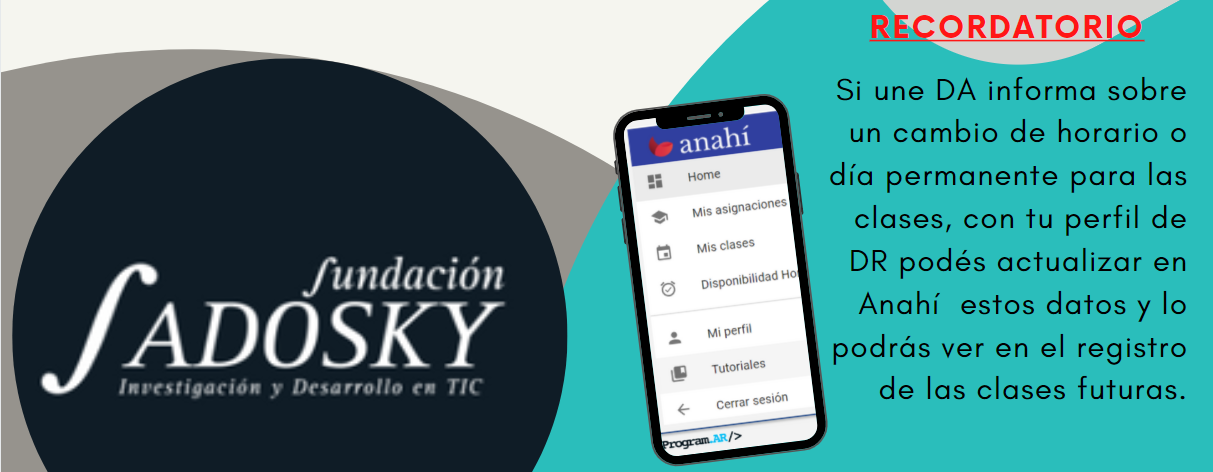 RECORDATORIO
Si une DA informa sobre
un cambio de horario o
día permanente para las
clases, con tu perfil de
DR podés actualizar en
Anahí estos datos y lo
podrás ver en el registro
de las clases futuras.
fundación
SADOSKY
Investigación y Desarrollo en TIC
anahí
Home
Mis asignaciones
Mis clases
Disponibilidad Ho
Mi perfil
Tutoriales
Cerrar sesión
Program.AR/>